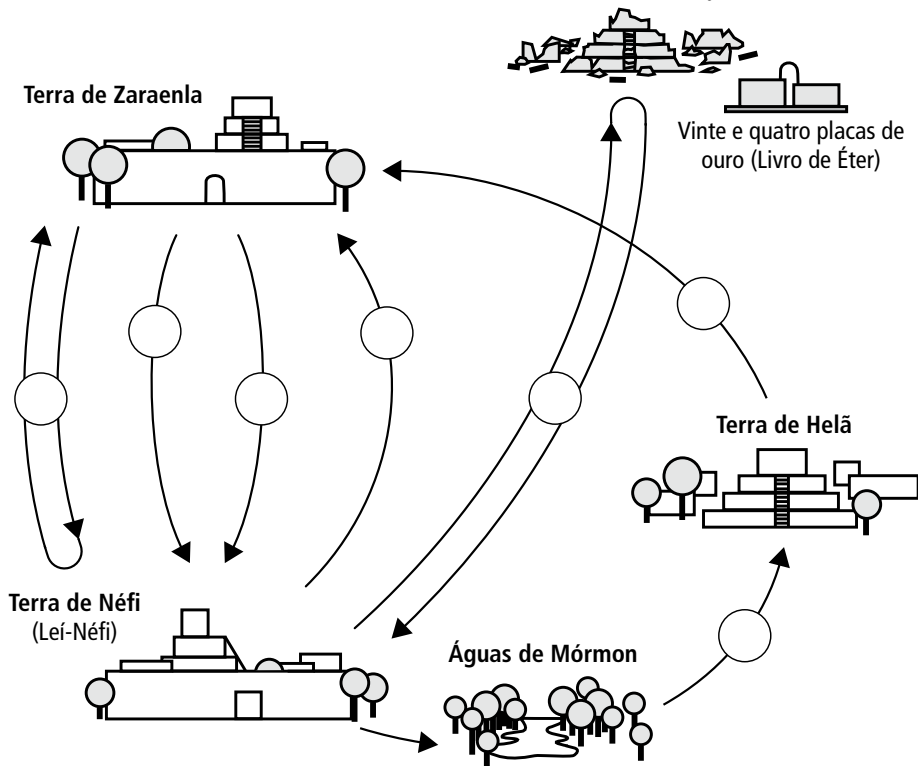 Terra de Zaraenla
Vinte e quatro placas de
ouro (Livro de Éter)
Terra de Helã
Terra de Néfi
(Leí-Néfi)
Águas de Mórmon